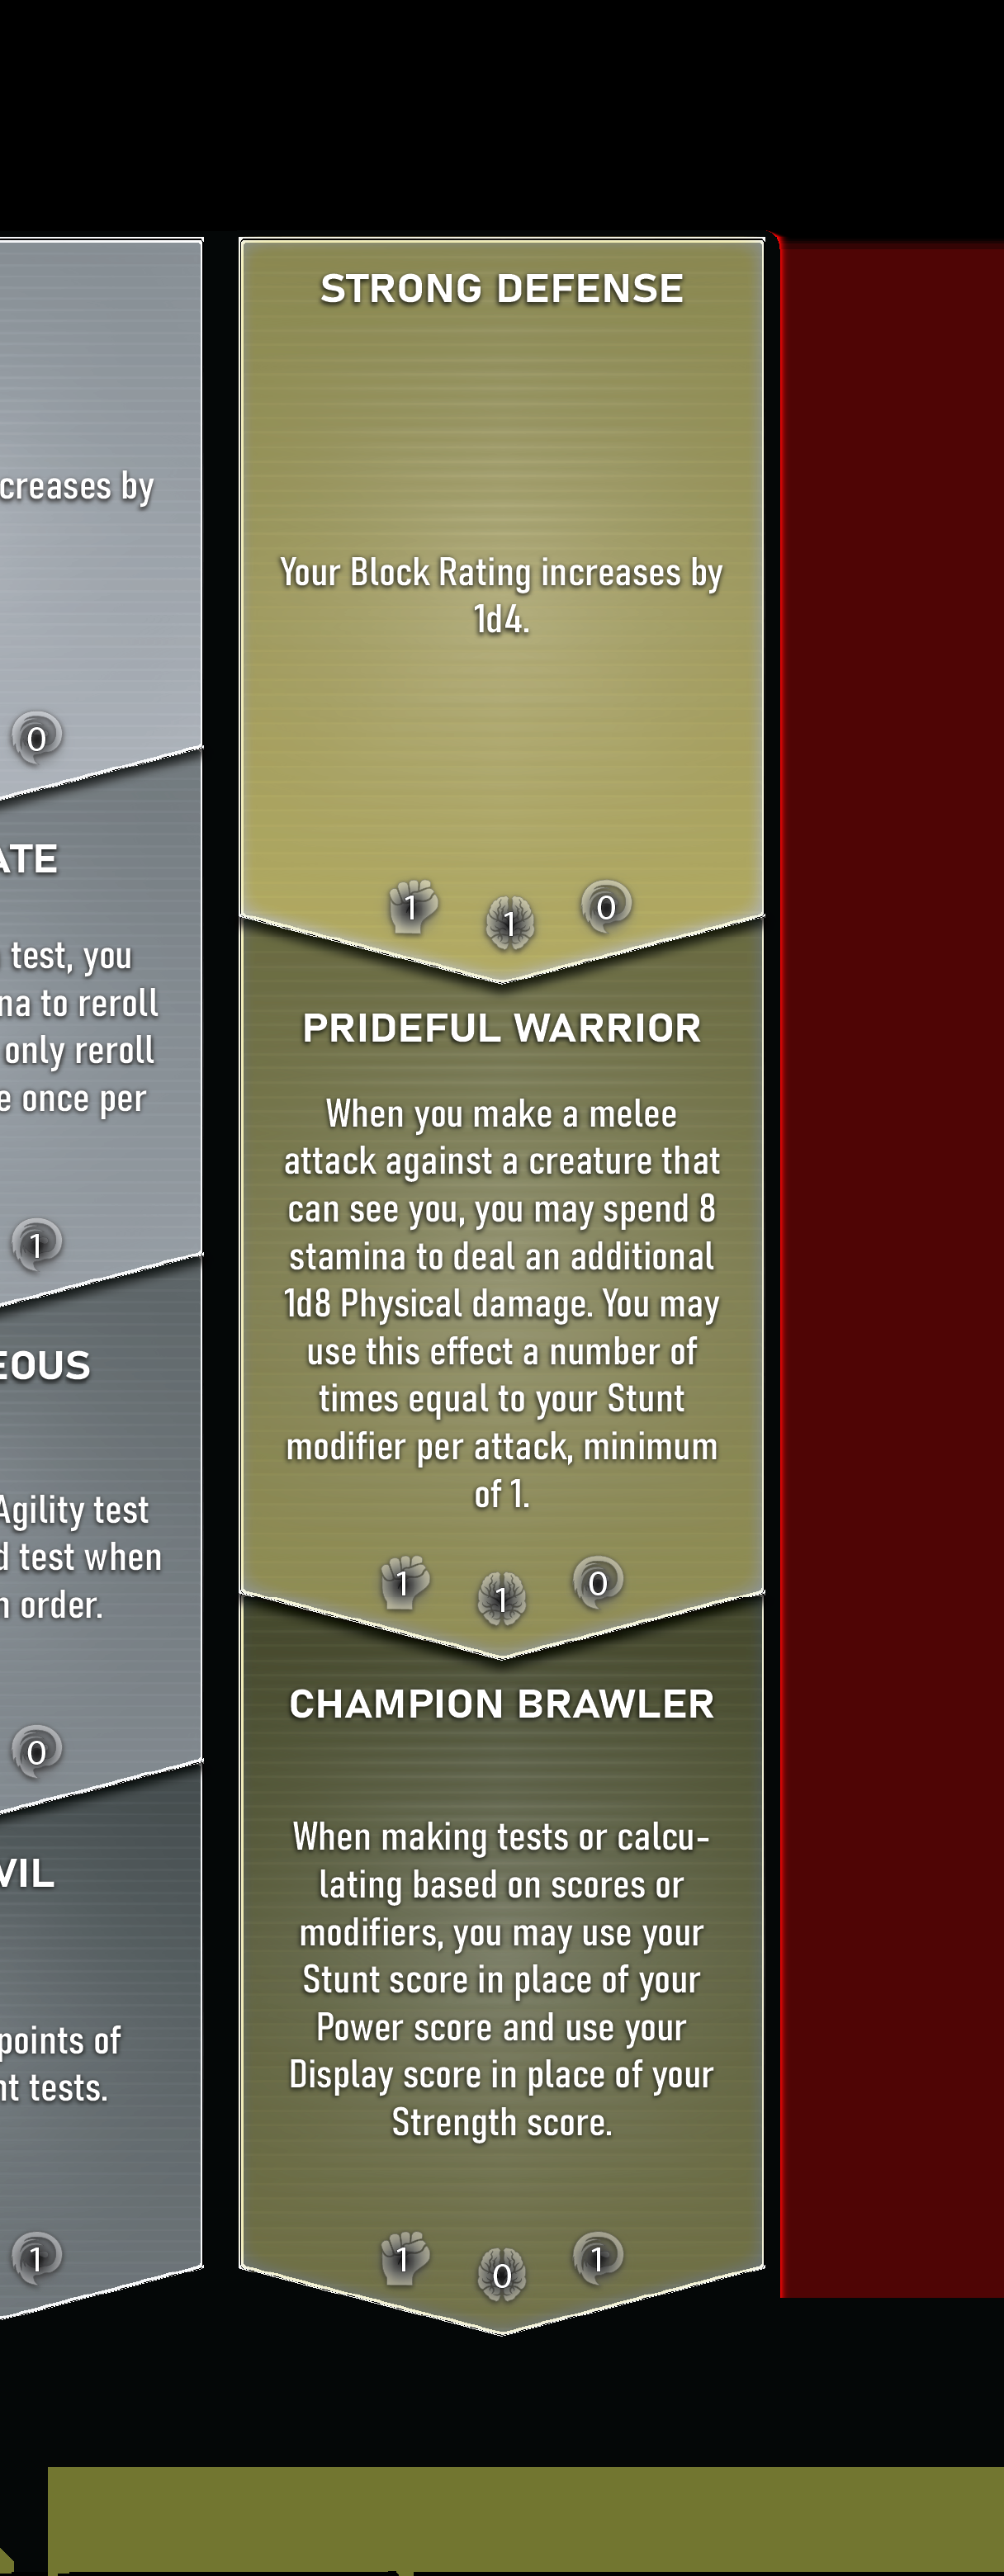 creases by
0
ATE
test, you
na to reroll
only reroll
e once per
1
EOUS
Agility test
d test when
n order.
0
VIL
points of
nt tests.
1
STRONG DEFENSE
Your Block Rating increases by
1d4.
1 1 0
PRIDEFUL WARRIOR
When you make a melee
attack against a creature that
can see you, you may spend 8
stamina to deal an additional
1d8 Physical damage. You may
use this effect a number of
times equal to your Stunt
modifier per attack, minimum
of 1.
1 1 0
CHAMPION BRAWLER
When making tests or calcu-
lating based on scores or
modifiers, you may use your
Stunt score in place of your
Power score and use your
Display score in place of your
Strength score.
1 0 1